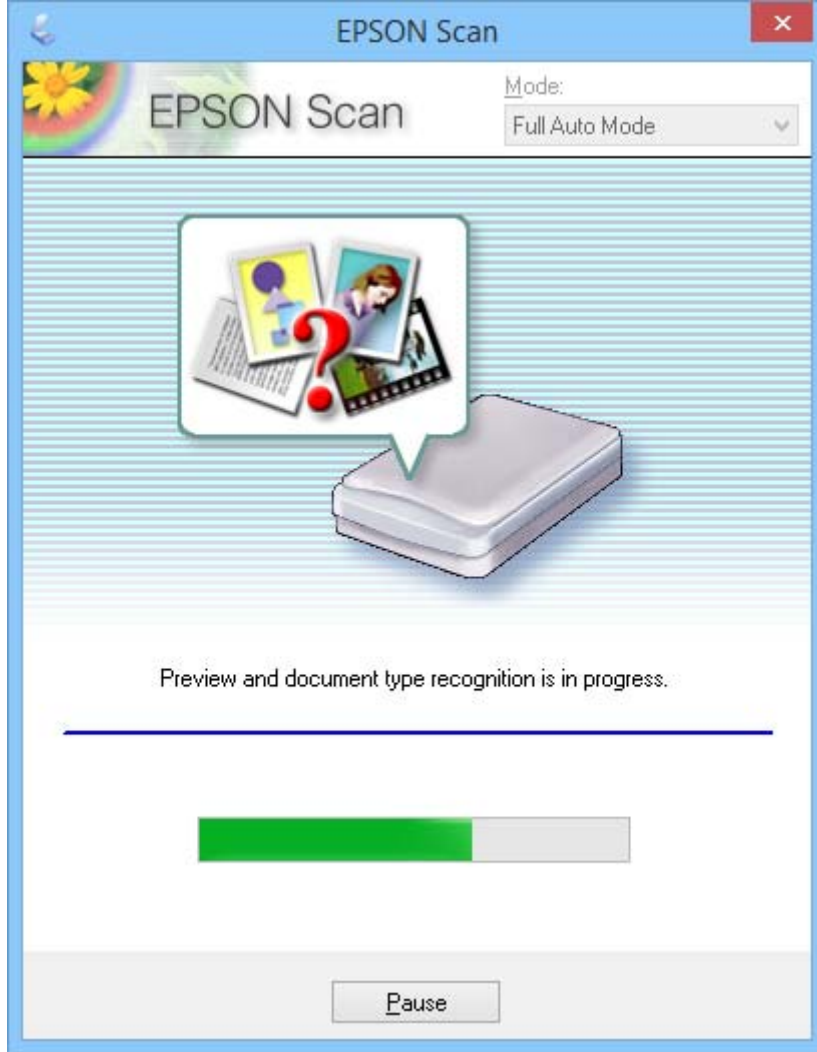 EPSON Scan
EPSON Scan
Mode:
Full Auto Mode
Preview and document type recognition is in progress.
Pause